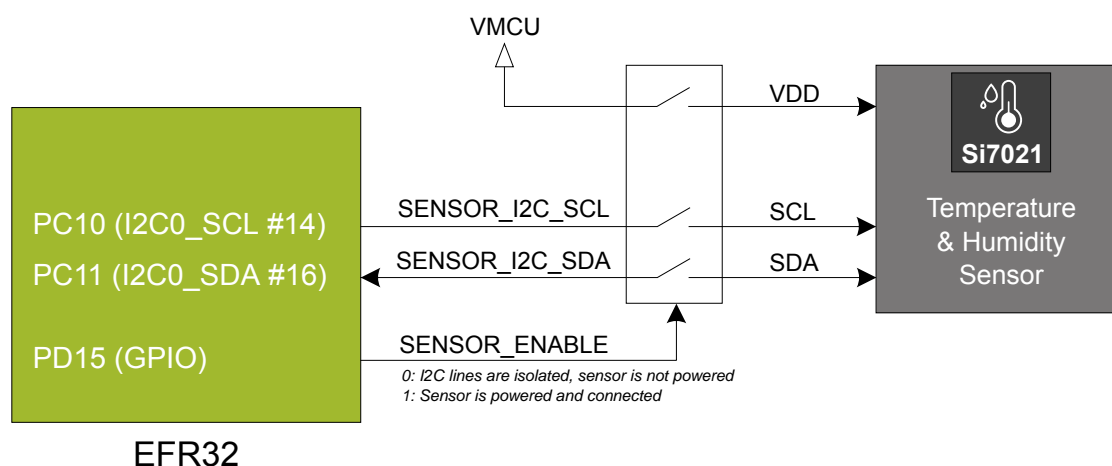 VMCU
VDD
Si7021
PC10 (I2C0_SCL #14)
SENSOR_I2C_SCL
SCL
Temperature
& Humidity
Sensor
PC11 (I2C0_SDA #16)
SENSOR_I2C_SDA
SDA
PD15 (GPIO)
SENSOR_ENABLE
0: I2C lines are isolated, sensor is not powered
1: Sensor is powered and connected
EFR32